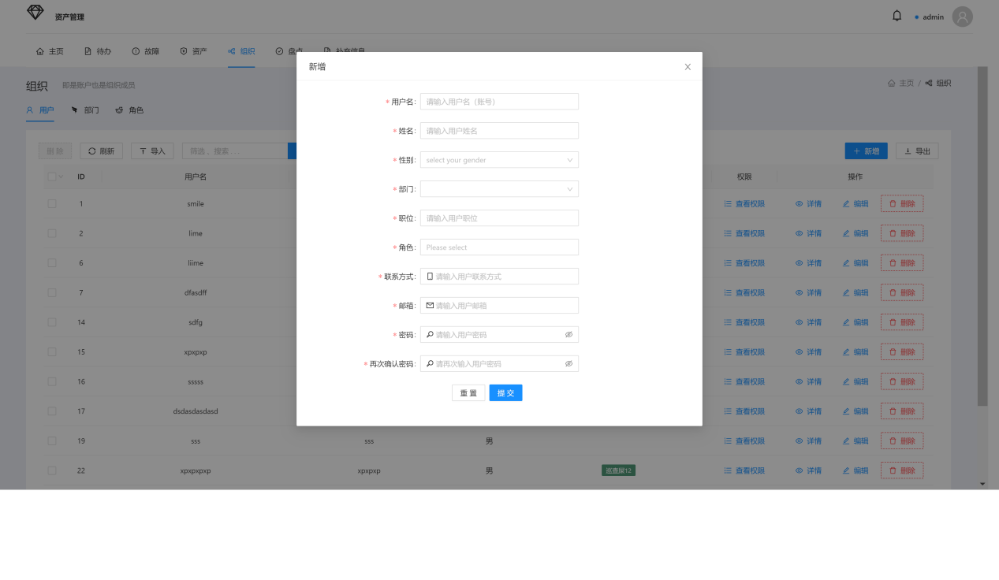 资产管理
admin
主页 待办 故障 资产 组织 盘点 补充信息
组织 即是账户也是组织成员
主页 / 组织
用户 部门 角色
删 除 刷新 导入 筛选 , 搜索 . . .
+ 新增 导出
ID 用户名 权限 操作
1 smile 查看权限 详情 编辑 删除
2 lime 查看权限 详情 编辑 删除
6 liime 查看权限 详情 编辑 删除
7 dfasdff 查看权限 详情 编辑 删除
14 sdfg 查看权限 详情 编辑 删除
15 xpxpxp 查看权限 详情 编辑 删除
16 sssss 查看权限 详情 编辑 删除
17 dsdasdasdasd 查看权限 详情 编辑 删除
19 sss sss 男 查看权限 详情 编辑 删除
22 xpxpxpxp xpxpxp 男 巡查屏12 查看权限 详情 编辑 删除
新增
* 用户名: 请输入用户名（账号）
* 姓名: 请输入用户姓名
* 性别: select your gender
* 部门:
* 职位: 请输入用户职位
* 角色: Please select
* 联系方式: 请输入用户联系方式
* 邮箱: 请输入用户邮箱
* 密码: 请输入用户密码
* 再次确认密码: 请再次输入用户密码
重 置 提 交